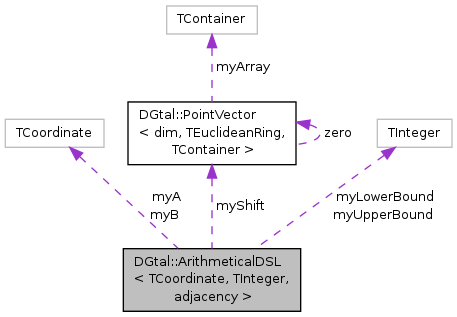 TContainer
myArray
DGtal::PointVector
< dim, TEuclideanRing,
TContainer >
zero
TCoordinate
TInteger
myA
myB
myShift
myLowerBound
myUpperBound
DGtal::ArithmeticalDSL
< TCoordinate, TInteger,
adjacency >